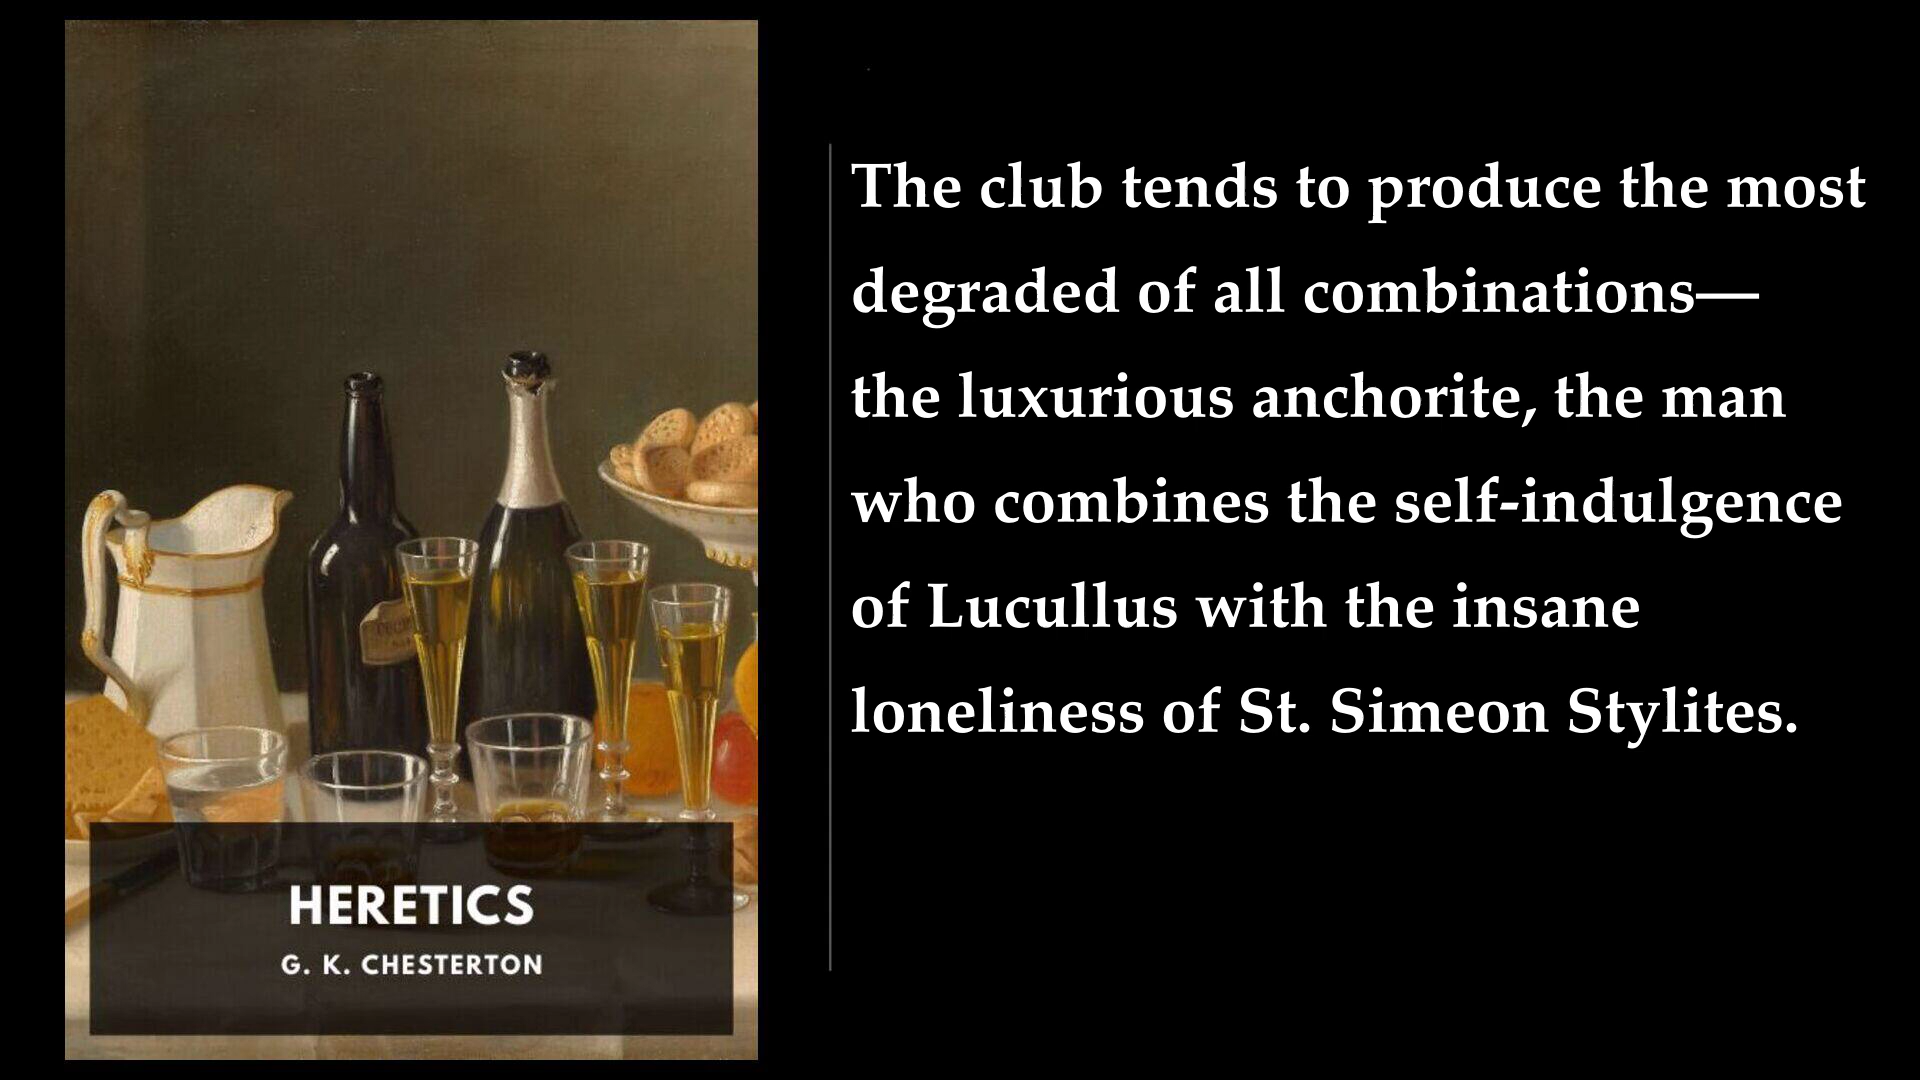 The club tends to produce the most
degraded of all combinations—
the luxurious anchorite, the man
who combines the self-indulgence
of Lucullus with the insane
loneliness of St. Simeon Stylites.
HERETICS
G. K. CHESTERTON